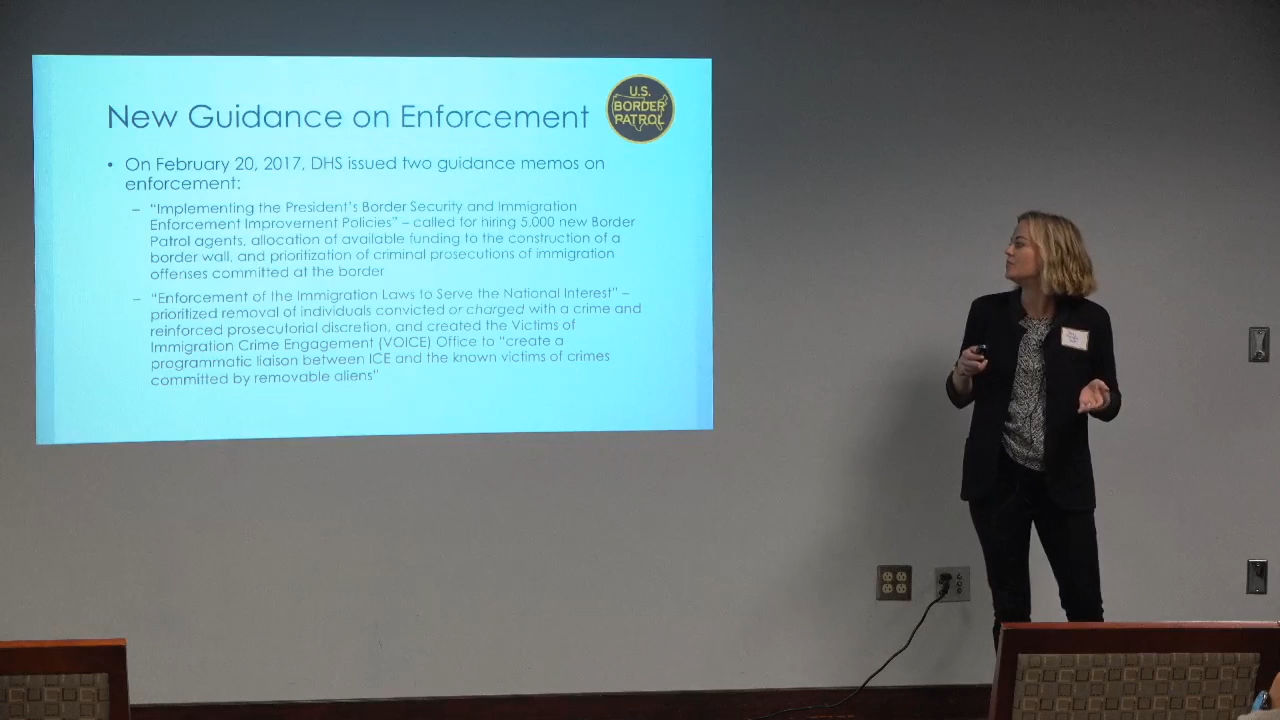 New Guidance on Enforcement
U.S.
BORDER
PATROL
• On February 20, 2017, DHS issued two guidance memos on
enforcement:
– “Implementing the President’s Border Security and Immigration
Enforcement Improvement Policies” – called for hiring 5,000 new Border
Patrol agents, allocation of available funding to the construction of a
border wall, and prioritization of criminal prosecutions of immigration
offenses committed at the border
– “Enforcement of the Immigration Laws to Serve the National Interest” –
prioritized removal of individuals convicted or charged with a crime and
reinforced prosecutorial discretion, and created the Victims of
Immigration Crime Engagement (VOICE) Office to “create a
programmatic liaison between ICE and the known victims of crimes
committed by removable aliens”